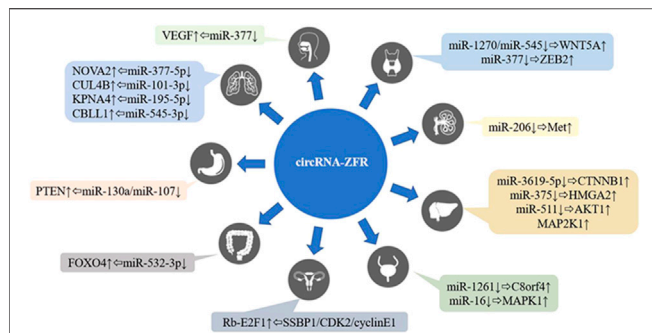 VEGF↑⇦miR-377↓
miR-1270/miR-545↓⇨WNT5A↑
miR-377↓⇨ZEB2↑
NOVA2↑⇦miR-377-5p↓
CUL4B↑⇦miR-101-3p↓
KPNA4↑⇦miR-195-5p↓
CBLL1↑⇦miR-545-3p↓
miR-206↓⇨Met↑
circRNA-ZFR
PTEN↑⇦miR-130a/miR-107↓
miR-3619-5p↓⇨CTNNB1↑
miR-375↓⇨HMGA2↑
miR-511↓⇨AKT1↑
MAP2K1↑
FOXO4↑⇦miR-532-3p↓
miR-1261↓⇨C8orf4↑
miR-16↓⇨MAPK1↑
Rb-E2F1↑⇦SSBP1/CDK2/cyclinE1